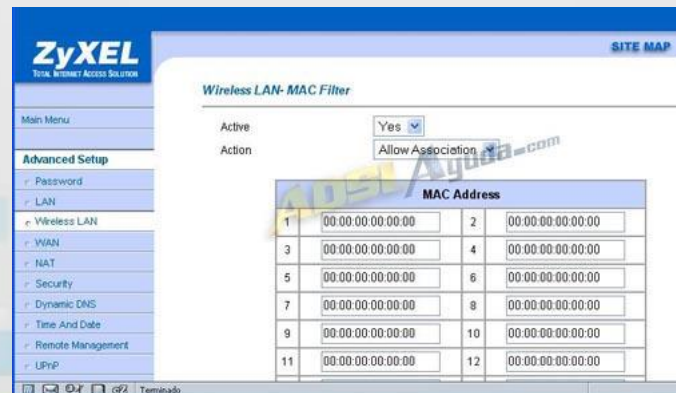 ZyXEL
TOTAL INTERNET ACCESS SOLUTION
SITE MAP
Wireless LAN- MAC Filter
Main Menu
Active Yes
Action Allow Association
ADSL Ayuda.com
Advanced Setup
Password
LAN
Wireless LAN
WAN
NAT
Security
Dynamic DNS
Time And Date
Remote Management
UPnP
MAC Address
1 00:00:00:00:00:00 2 00:00:00:00:00:00
3 00:00:00:00:00:00 4 00:00:00:00:00:00
5 00:00:00:00:00:00 6 00:00:00:00:00:00
7 00:00:00:00:00:00 8 00:00:00:00:00:00
9 00:00:00:00:00:00 10 00:00:00:00:00:00
11 00:00:00:00:00:00 12 00:00:00:00:00:00
Terminado